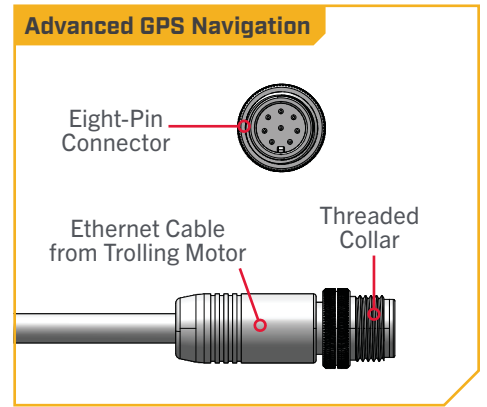 Advanced GPS Navigation
Eight-Pin
Connector
Ethernet Cable
from Trolling Motor
Threaded
Collar